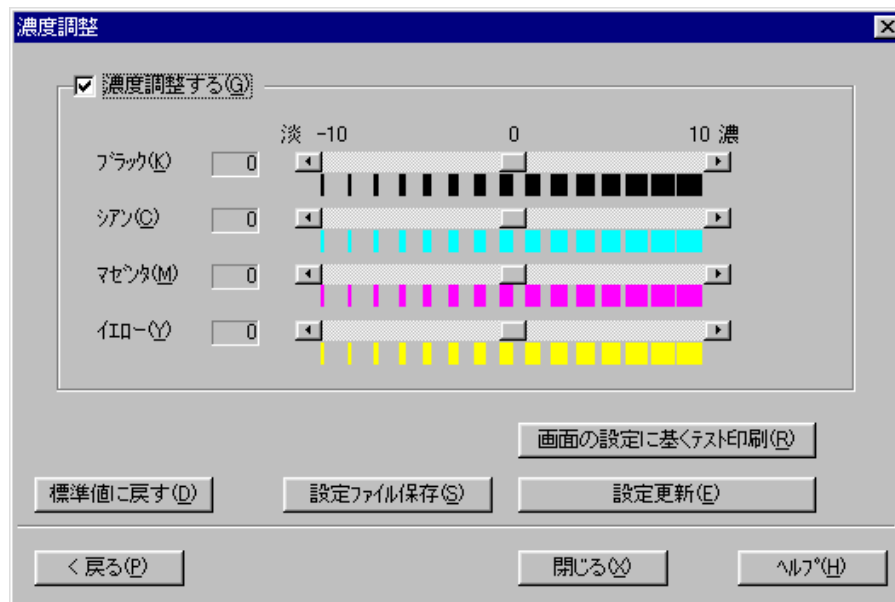 濃度調整
濃度調整する(G)
淡 -10 0 10 濃
ﾌﾞﾗｯｸ(K) 0
ｼｱﾝ(C) 0
ﾏｾﾞﾝﾀ(M) 0
ｲｴﾛｰ(Y) 0
画面の設定に基くﾃｽﾄ印刷(R)
標準値に戻す(D) 設定ﾌｧｲﾙ保存(S) 設定更新(E)
< 戻る(P) 閉じる(X) ﾍﾙﾌﾟ(H)